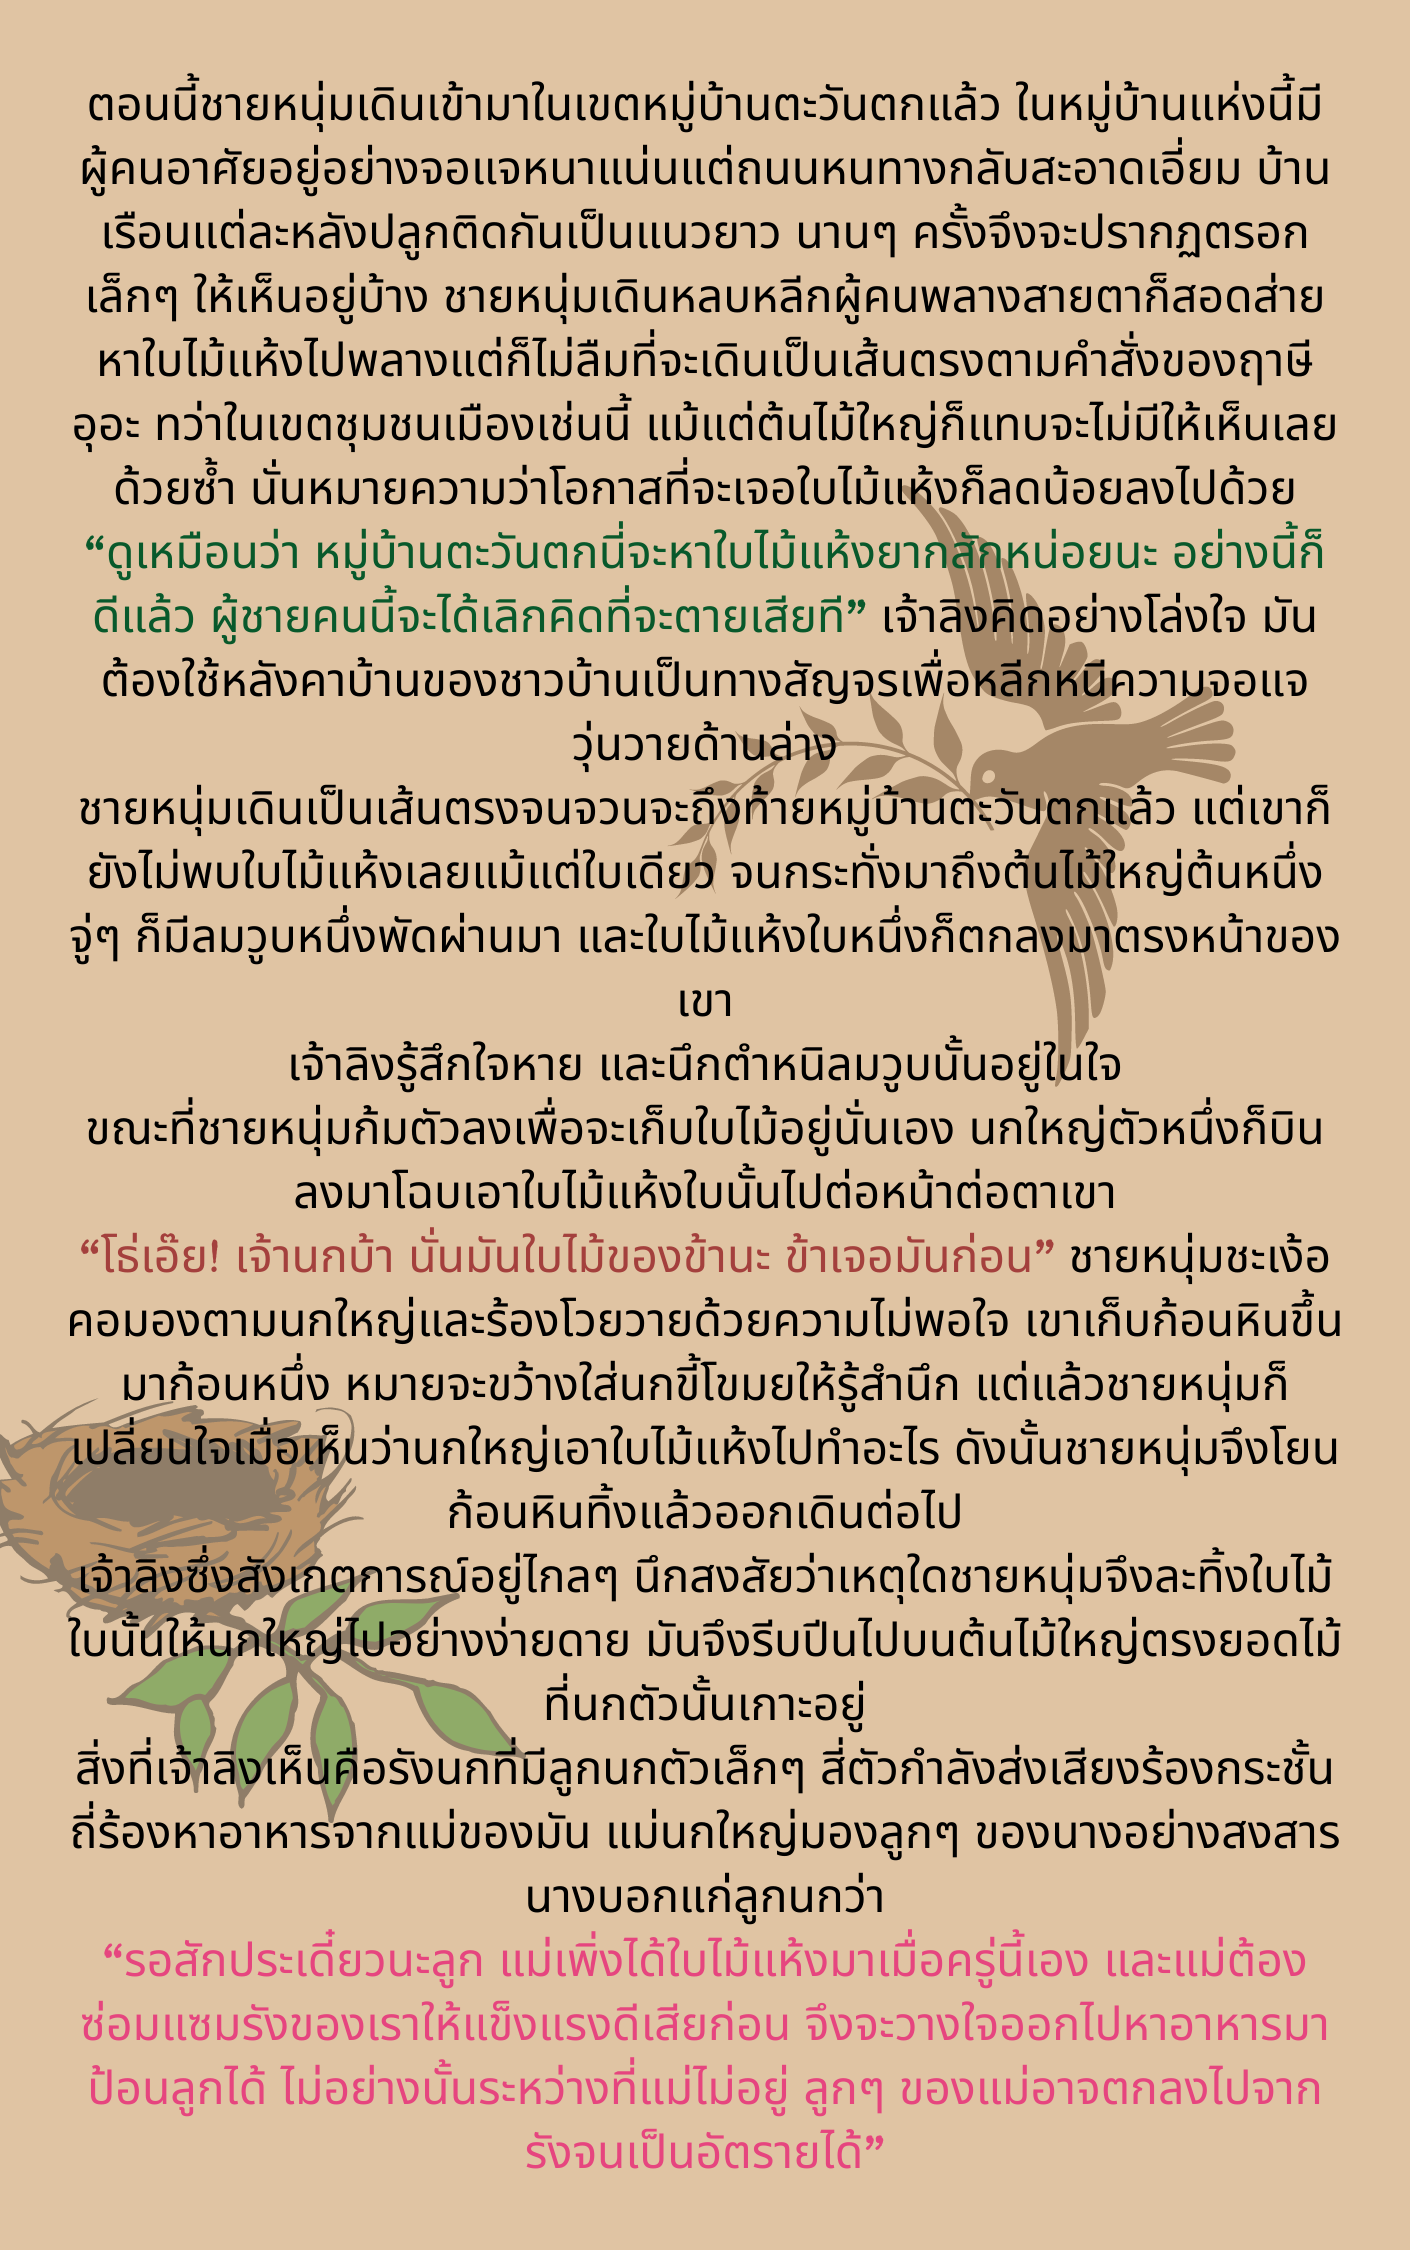 ตอนนี้ชายหนุ่มเดินเข้ามาในเขตหมู่บ้านตะวันตกแล้ว ในหมู่บ้านแห่งนี้มี
ผู้คนอาศัยอยู่อย่างจอแจหนาแน่นแต่ถนนหนทางกลับสะอาดเอี่ยม บ้าน
เรือนแต่ละหลังปลูกติดกันเป็นแนวยาว นานๆ ครั้งจึงจะปรากฏตรอก
เล็กๆ ให้เห็นอยู่บ้าง ชายหนุ่มเดินหลบหลีกผู้คนพลางสายตาก็สอดส่าย
หาใบไม้แห้งไปพลางแต่ก็ไม่ลืมที่จะเดินเป็นเส้นตรงตามคำสั่งของฤๅษี
อุอะ ทว่าในเขตชุมชนเมืองเช่นนี้ แม้แต่ต้นไม้ใหญ่ก็แทบจะไม่มีให้เห็นเลย
ด้วยซ้ำ นั่นหมายความว่าโอกาสที่จะเจอใบไม้แห้งก็ลดน้อยลงไปด้วย
“ดูเหมือนว่า หมู่บ้านตะวันตกนี่จะหาใบไม้แห้งยากสักหน่อยนะ อย่างนี้ก็
ดีแล้ว ผู้ชายคนนี้จะได้เลิกคิดที่จะตายเสียที” เจ้าลิงคิดอย่างโล่งใจ มัน
ต้องใช้หลังคาบ้านของชาวบ้านเป็นทางสัญจรเพื่อหลีกหนีความจอแจ
วุ่นวายด้านล่าง
ชายหนุ่มเดินเป็นเส้นตรงจนจวนจะถึงท้ายหมู่บ้านตะวันตกแล้ว แต่เขาก็
ยังไม่พบใบไม้แห้งเลยแม้แต่ใบเดียว จนกระทั่งมาถึงต้นไม้ใหญ่ต้นหนึ่ง
จู่ๆ ก็มีลมวูบหนึ่งพัดผ่านมา และใบไม้แห้งใบหนึ่งก็ตกลงมาตรงหน้าของ
เขา
เจ้าลิงรู้สึกใจหาย และนึกตำหนิลมวูบนั้นอยู่ในใจ
ขณะที่ชายหนุ่มก้มตัวลงเพื่อจะเก็บใบไม้อยู่นั่นเอง นกใหญ่ตัวหนึ่งก็บิน
ลงมาโฉบเอาใบไม้แห้งใบนั้นไปต่อหน้าต่อตาเขา
“โธ่เอ๊ย! เจ้านกบ้า นั่นมันใบไม้ของข้านะ ข้าเจอมันก่อน” ชายหนุ่มชะเง้อ
คอมองตามนกใหญ่และร้องโวยวายด้วยความไม่พอใจ เขาเก็บก้อนหินขึ้น
มาก้อนหนึ่ง หมายจะขว้างใส่นกขี้โขมยให้รู้สำนึก แต่แล้วชายหนุ่มก็
เปลี่ยนใจเมื่อเห็นว่านกใหญ่เอาใบไม้แห้งไปทำอะไร ดังนั้นชายหนุ่มจึงโยน
ก้อนหินทิ้งแล้วออกเดินต่อไป
เจ้าลิงซึ่งสังเกตการณ์อยู่ไกลๆ นึกสงสัยว่าเหตุใดชายหนุ่มจึงละทิ้งใบไม้
ใบนั้นให้นกใหญ่ไปอย่างง่ายดาย มันจึงรีบปีนไปบนต้นไม้ใหญ่ตรงยอดไม้
ที่นกตัวนั้นเกาะอยู่
สิ่งที่เจ้าลิงเห็นคือรังนกที่มีลูกนกตัวเล็กๆ สี่ตัวกำลังส่งเสียงร้องกระชั้น
ถี่ร้องหาอาหารจากแม่ของมัน แม่นกใหญ่มองลูกๆ ของนางอย่างสงสาร
นางบอกแก่ลูกนกว่า
“รอสักประเดี๋ยวนะลูก แม่เพิ่งได้ใบไม้แห้งมาเมื่อครู่นี้เอง และแม่ต้อง
ซ่อมแซมรังของเราให้แข็งแรงดีเสียก่อน จึงจะวางใจออกไปหาอาหารมา
ป้อนลูกได้ ไม่อย่างนั้นระหว่างที่แม่ไม่อยู่ ลูกๆ ของแม่อาจตกลงไปจาก
รังจนเป็นอัตรายได้”